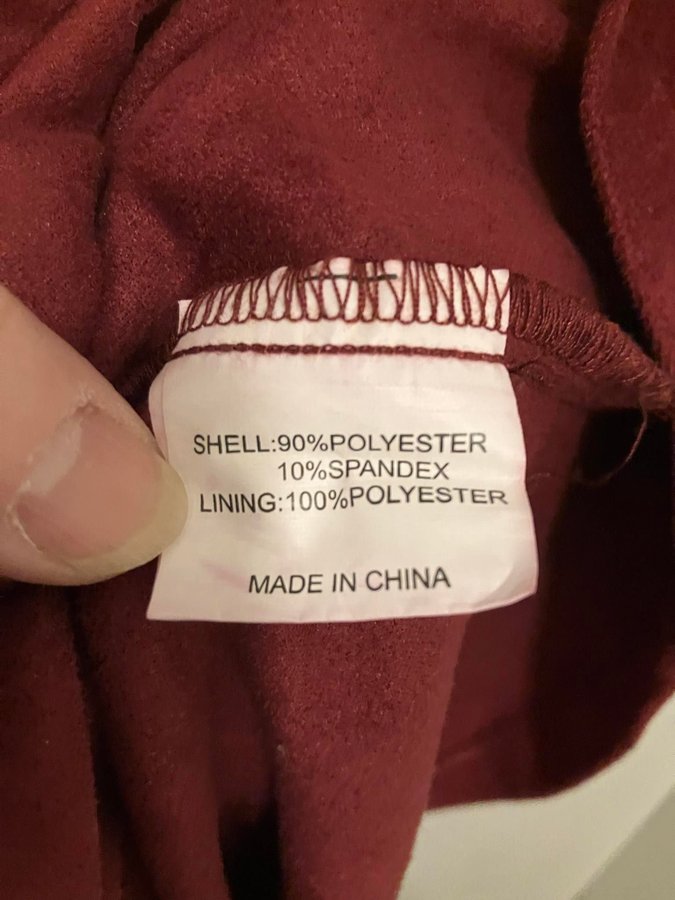 SHELL:90%POLYESTER
10%SPANDEX
LINING:100%POLYESTER
MADE IN CHINA